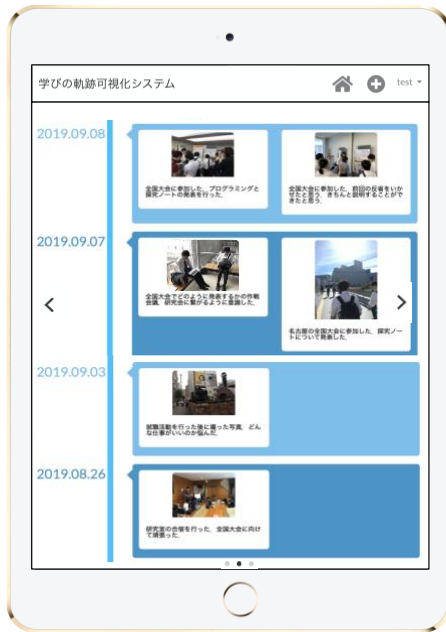 学びの軌跡可視化システム
test
2019.09.08
全国大会に参加した、プログラミングと
探究ノートの発表を行った。
全国大会に参加した、前回の反省をいか
せたと思う、きちんと説明することがで
きたと思う。
2019.09.07
全国大会でどのように発表するかの作戦
会議、研究会に繋がるように意識した。
名古屋の全国大会に参加した、探究ノー
トについて発表した。
2019.09.03
就職活動を行った後に撮った写真、どん
な仕事がいいのか悩んだ。
2019.08.26
研究室の合宿を行った、全国大会に向け
て頑張った。